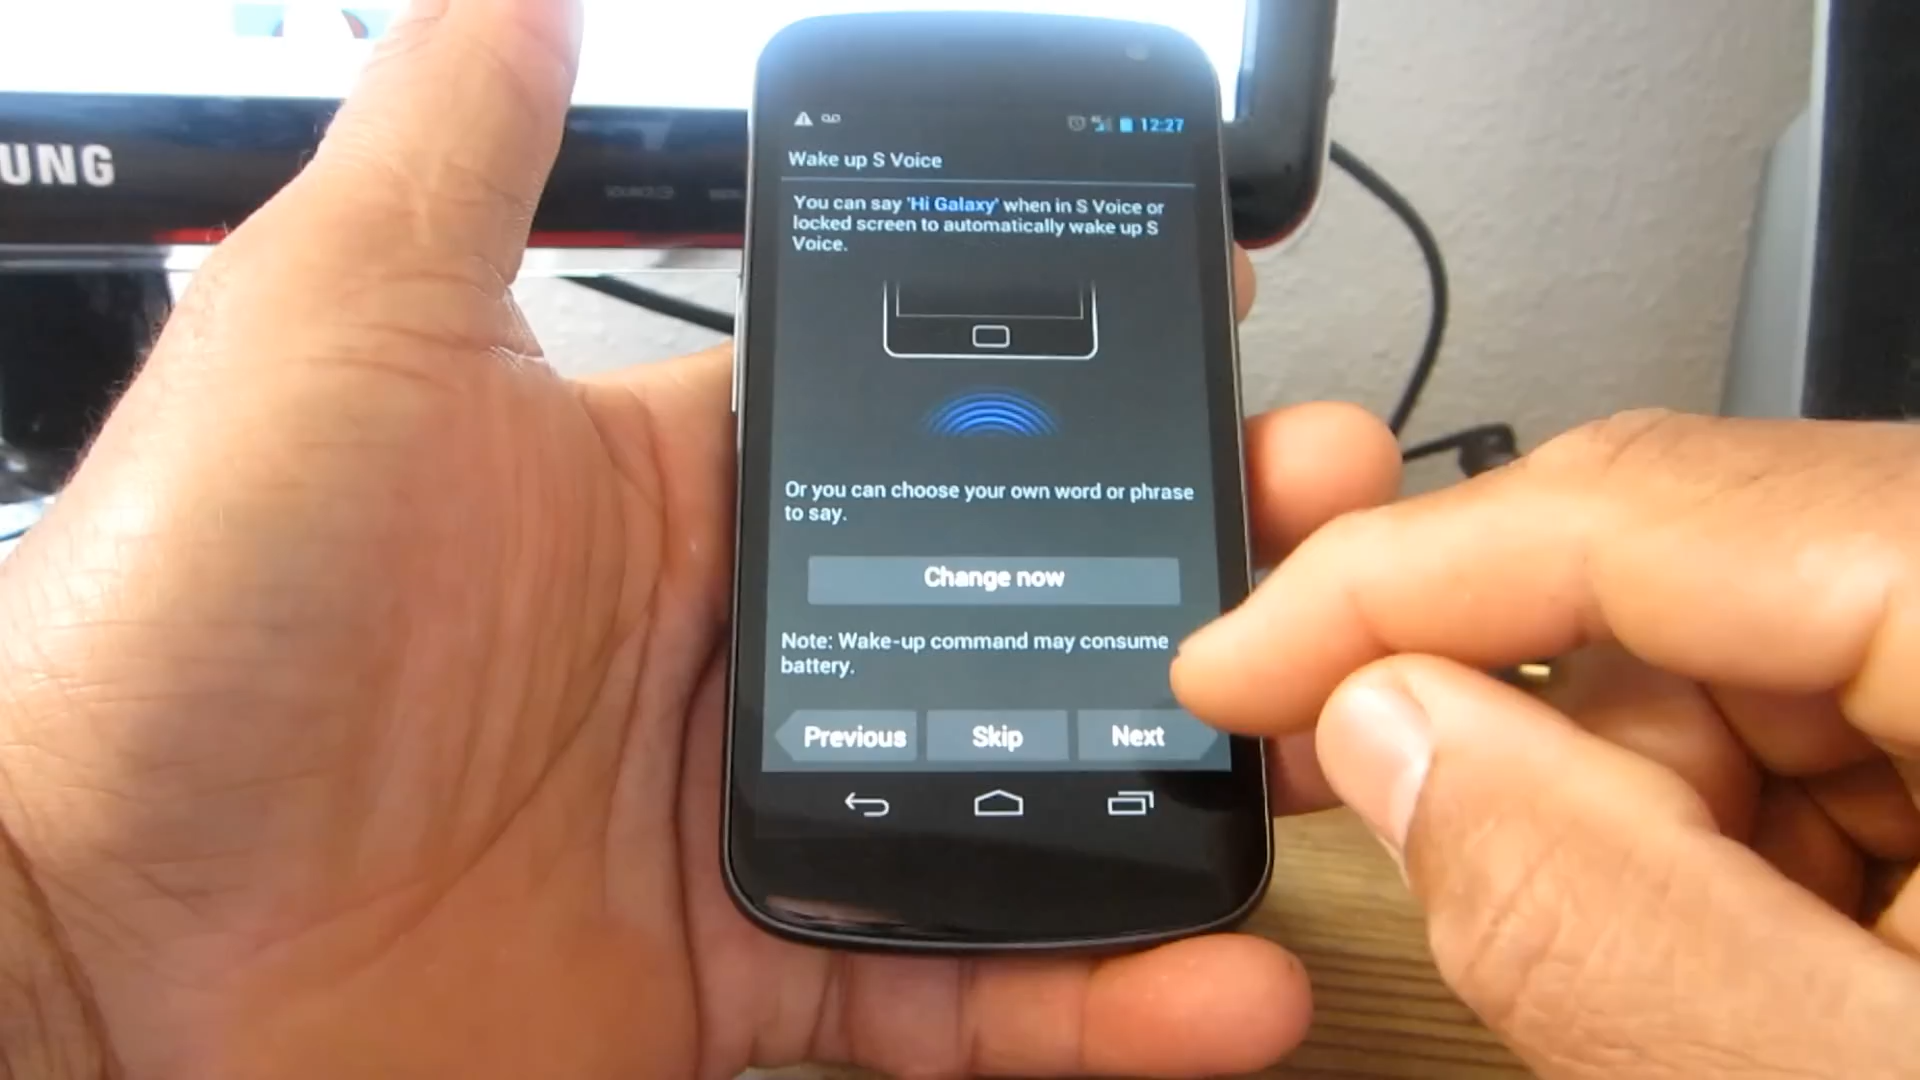 UNG
12:27
Wake up S Voice
You can say 'Hi Galaxy' when in S Voice or
locked screen to automatically wake up S
Voice.
Or you can choose your own word or phrase
to say.
Change now
Note: Wake-up command may consume
battery.
Previous Skip Next